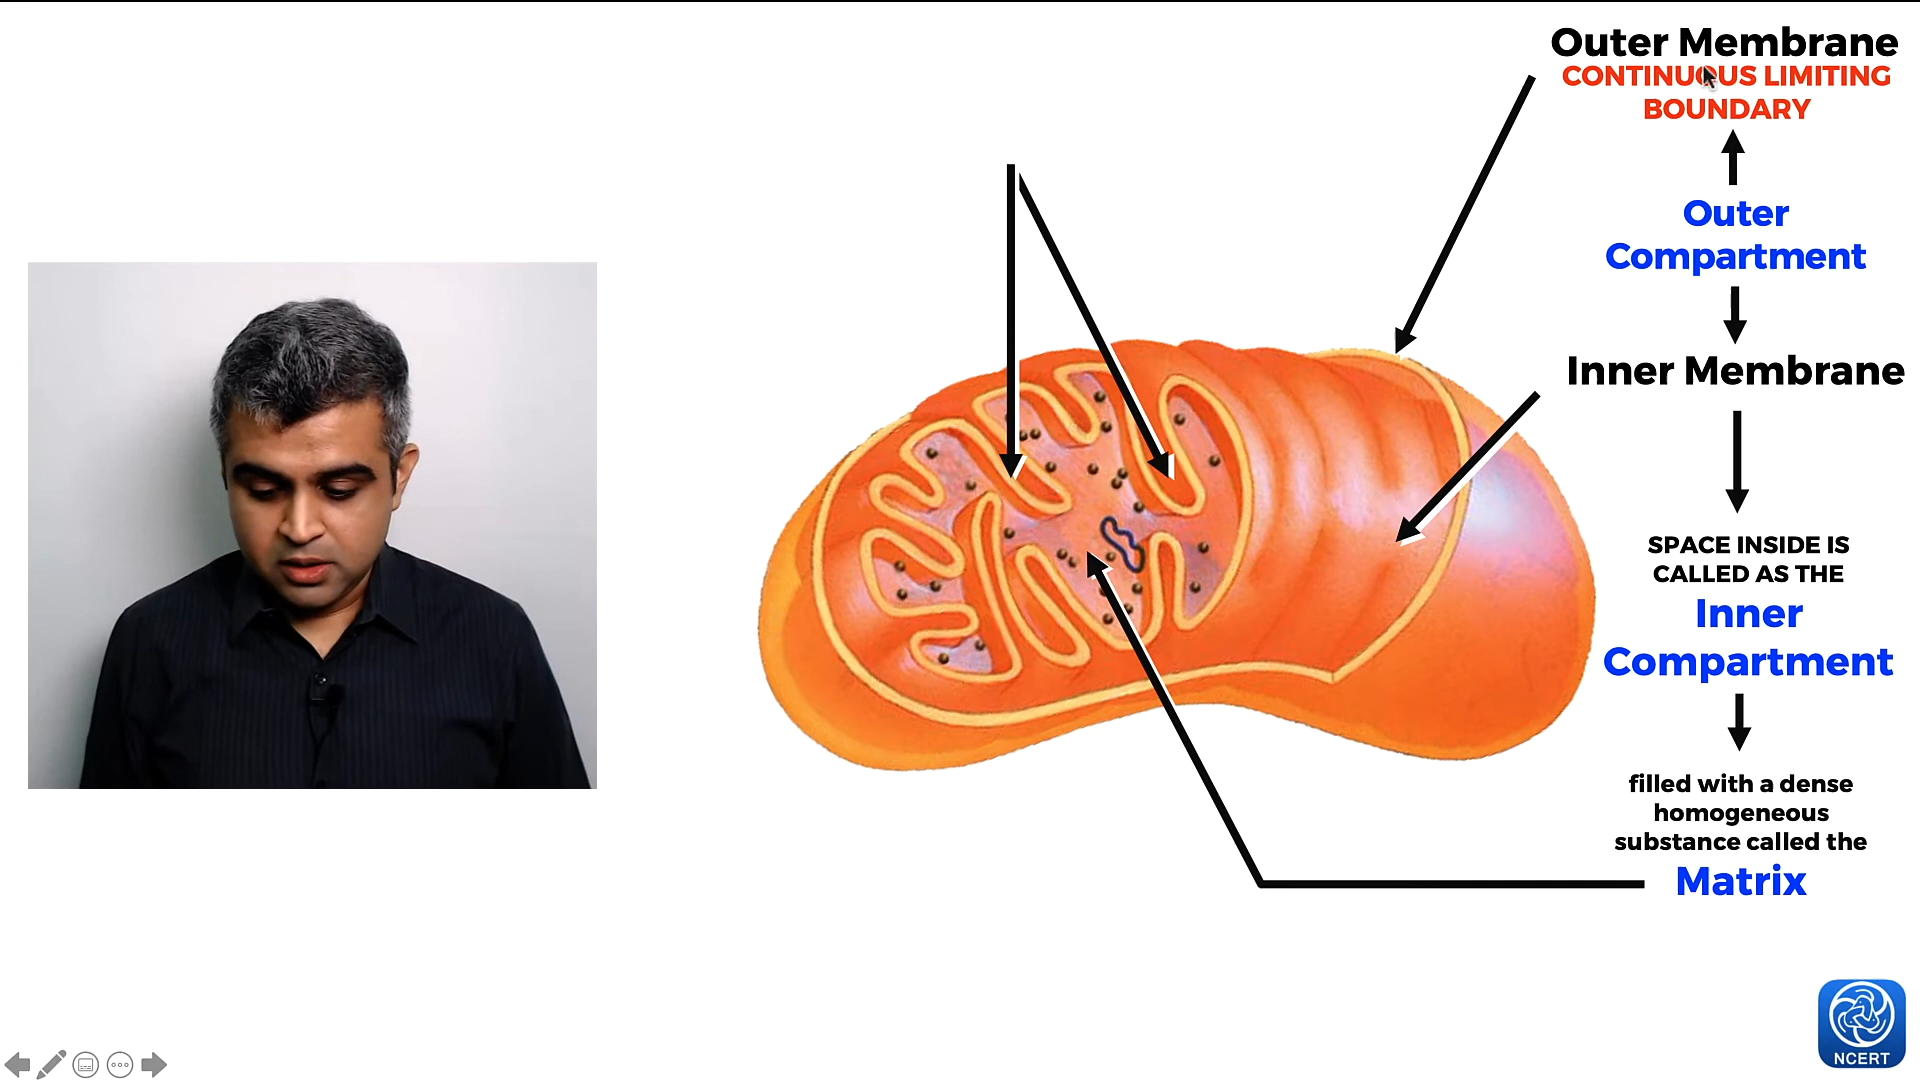 Outer Membrane
CONTINUOUS LIMITING
BOUNDARY
Outer
Compartment
Inner Membrane
SPACE INSIDE IS
CALLED AS THE
Inner
Compartment
filled with a dense
homogeneous
substance called the
Matrix
NCERT